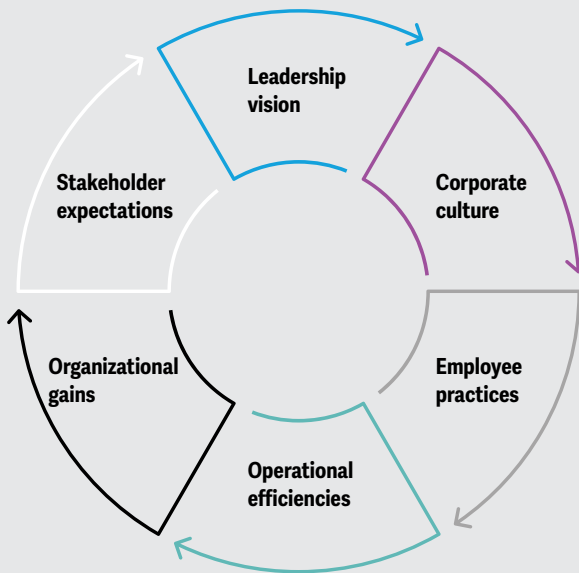 Leadership
vision
Corporate
culture
Employee
practices
Operational
efficiencies
Organizational
gains
Stakeholder
expectations